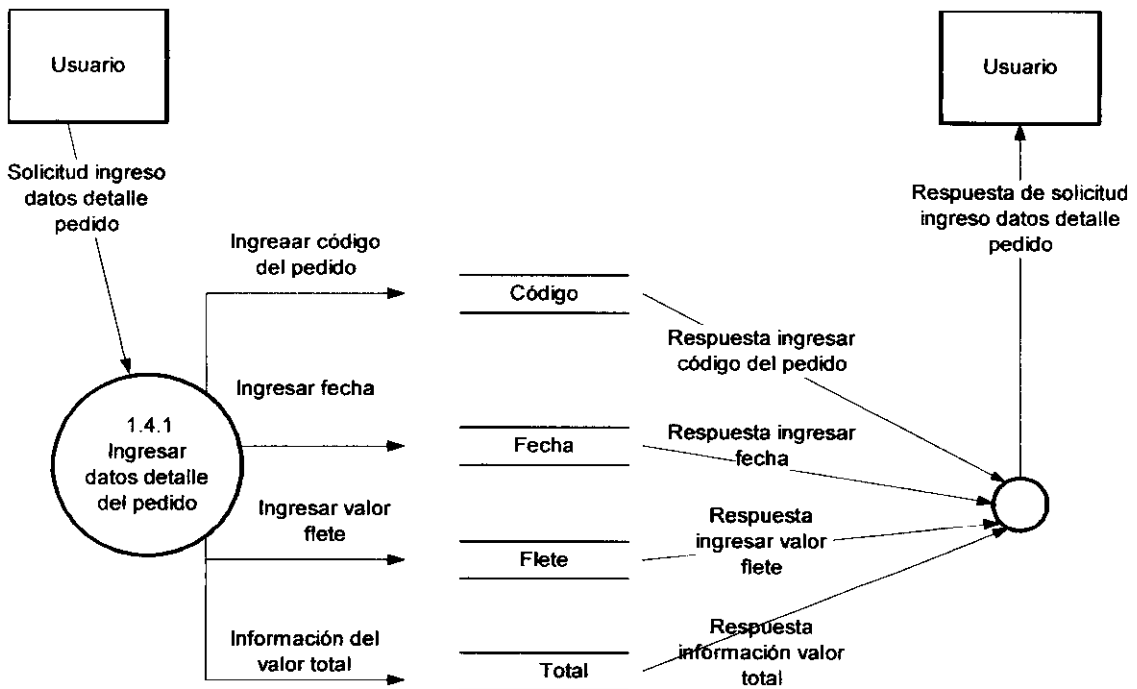 Usuario
Usuario
Solicitud ingreso
datos detalle
pedido
Respuesta de solicitud
ingreso datos detalle
pedido
Ingreaar código
del pedido
Código
Respuesta ingresar
código del pedido
Ingresar fecha
1.4.1
Ingresar
datos detalle
del pedido
Fecha
Respuesta ingresar
fecha
Ingresar valor
flete
Flete
Respuesta
ingresar valor
flete
Información del
valor total
Total
Respuesta
información valor
total